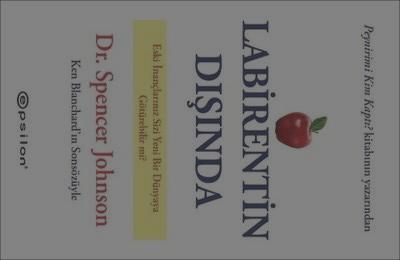 Peynirimi Kim Kaptı? kitabının yazarından
LABİRENTİN
DIŞINDA
Eski İnançlarınız Sizi Yeni Bir Dünyaya
Götürebilir mi?
Dr. Spencer Johnson
Ken Blanchard'ın Sonsözüyle
epsilon